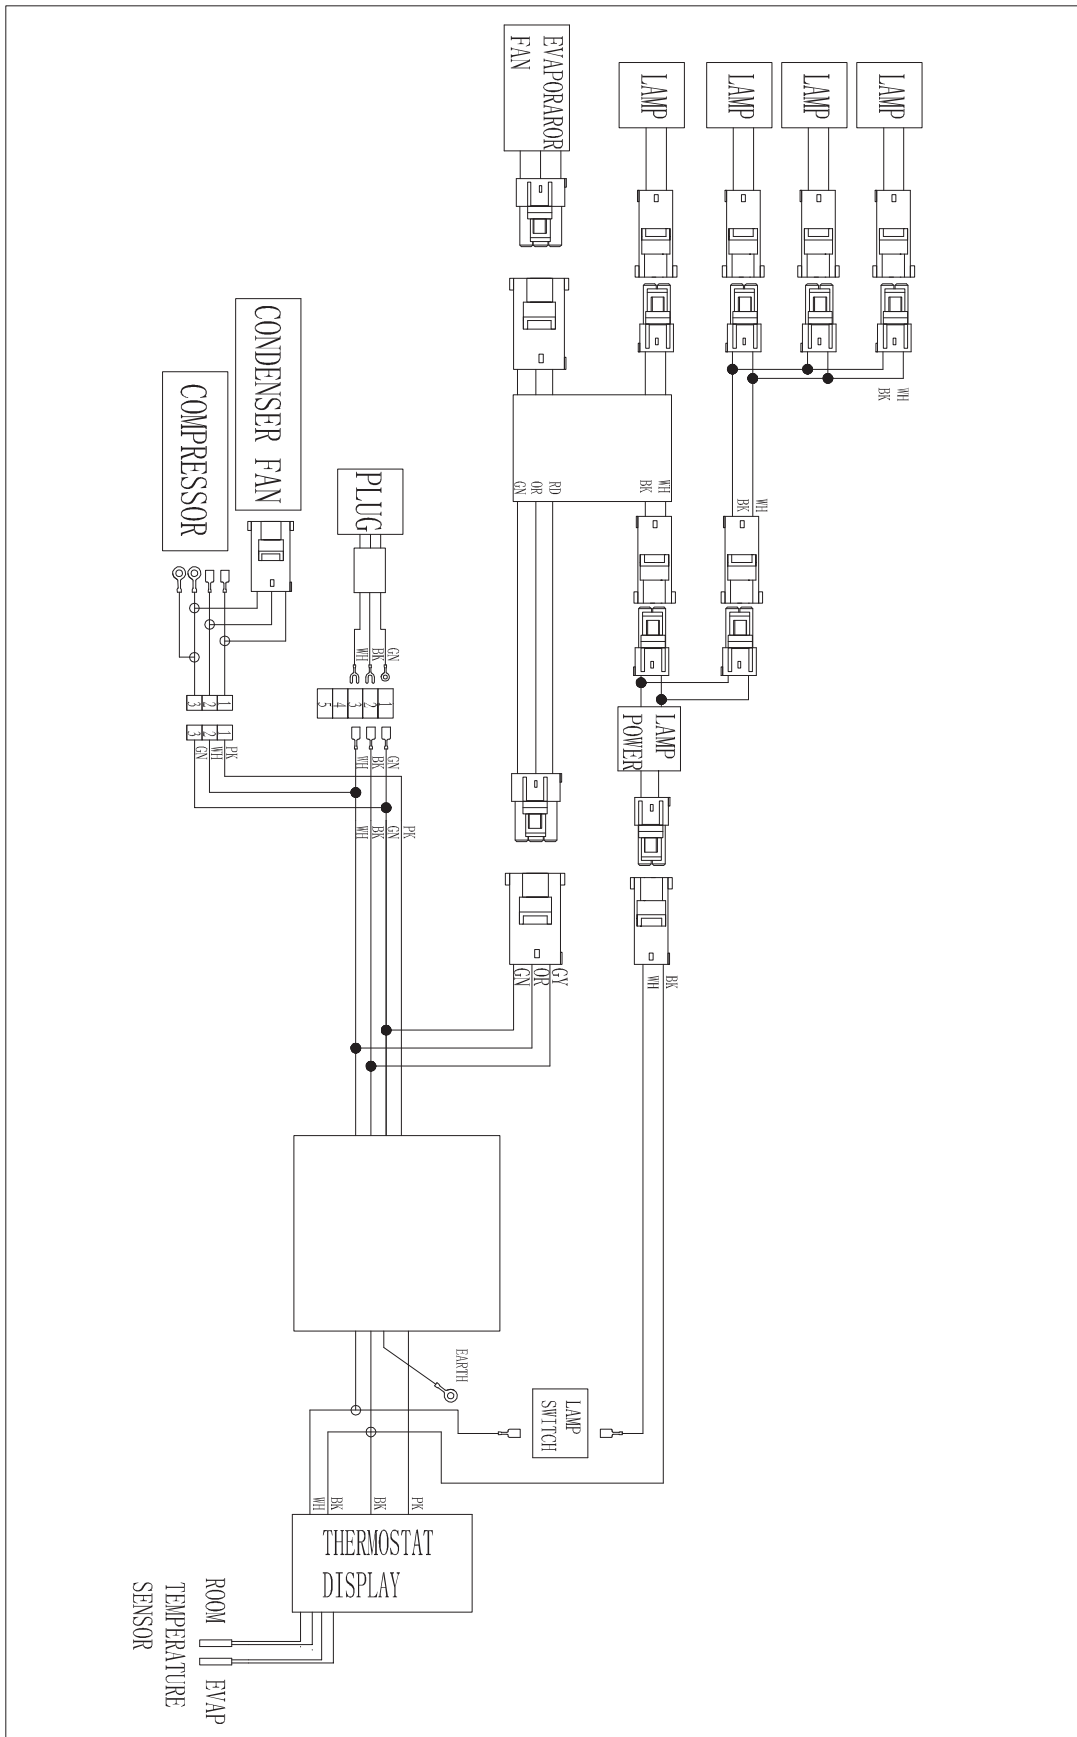 EVAPORAROR
FAN
LAMP
LAMP
LAMP
LAMP
WH
BK
CONDENSER FAN
COMPRESSOR
PLUG
GN
OR
RD
BK
WH
BK
WH
WH
BK
GN
3
2
1
5
4
3
2
1
3
2
1
GN
WH
PK
WH
BK
GN
LAMP
POWER
WH
BK
GN
PK
GN
OR
GY
WH
BK
EARTH
LAMP
SWITCH
WH
BK
BK
PK
THERMOSTAT
DISPLAY
ROOM
EVAP
TEMPERATURE
SENSOR